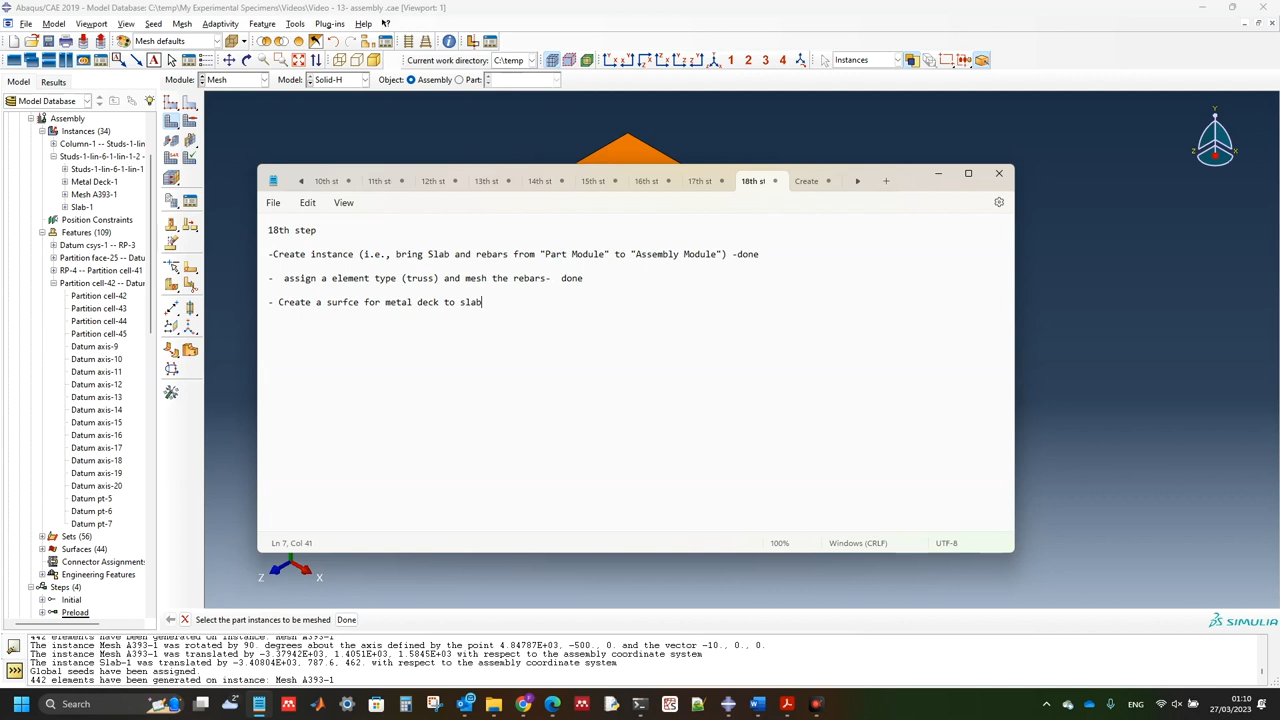 Abaqus/CAE 2019 - Model Database: C:\temp\My Experimental Specimens\Videos\Video - 13- assembly .cae [Viewport: 1]
File Model Viewport View Seed Mesh Adaptivity Feature Tools Plug-ins Help
Mesh defaults
Current work directory: C:\temp
1 2 3 4
Instances
Model Results
Module: Mesh Model: Solid-H Object: Assembly Part:
Model Database
Assembly
Instances (34)
Column-1 -- Studs-1-lin
Studs-1-lin-6-1-lin-1-2 -
Studs-1-lin-6-1-lin-1
Metal Deck-1
Mesh A393-1
Slab-1
Position Constraints
Features (109)
Datum csys-1 -- RP-3
Partition face-25 -- Datu
RP-4 -- Partition cell-41
Partition cell-42 -- Datur
Partition cell-42
Partition cell-43
Partition cell-44
Partition cell-45
Datum axis-9
Datum axis-10
Datum axis-11
Datum axis-12
Datum axis-13
Datum axis-14
Datum axis-15
Datum axis-16
Datum axis-17
Datum axis-18
Datum axis-19
Datum axis-20
Datum pt-5
Datum pt-6
Datum pt-7
Sets (56)
Surfaces (44)
Connector Assignments
Engineering Features
Steps (4)
Initial
Preload
10th st 11th st 12th st 13th st 14th st 15th st 16th st 17th st 18th st Create
File Edit View
18th step
-Create instance (i.e., bring Slab and rebars from "Part Module" to "Assembly Module") -done
- assign a element type (truss) and mesh the rebars- done
- Create a surfce for metal deck to slab
Ln 7, Col 41 100% Windows (CRLF) UTF-8
Y
Z X
Z X
Select the part instances to be meshed Done
SIMULIA
442 elements have been generated on instance: Mesh A393-1
The instance Mesh A393-1 was rotated by 90. degrees about the axis defined by the point 4.84787E+03, -500., 0. and the vector -10., 0., 0.
The instance Mesh A393-1 was translated by -3.37942E+03, 1.4051E+03, 1.5845E+03 with respect to the assembly coordinate system
The instance Slab-1 was translated by -3.40804E+03, 787.6, 462. with respect to the assembly coordinate system
Global seeds have been assigned.
442 elements have been generated on instance: Mesh A393-1
Search
01:10
27/03/2023